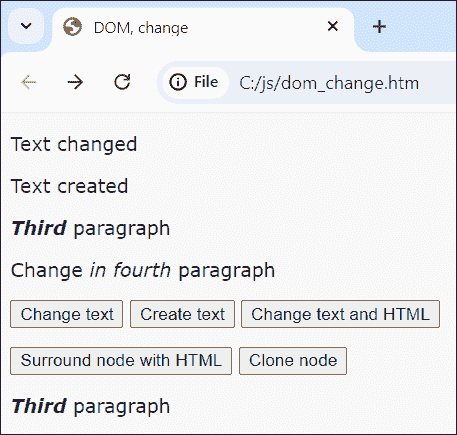 DOM, change
File C:/js/dom_change.htm
Text changed
Text created
Third paragraph
Change in fourth paragraph
Change text Create text Change text and HTML
Surround node with HTML Clone node
Third paragraph